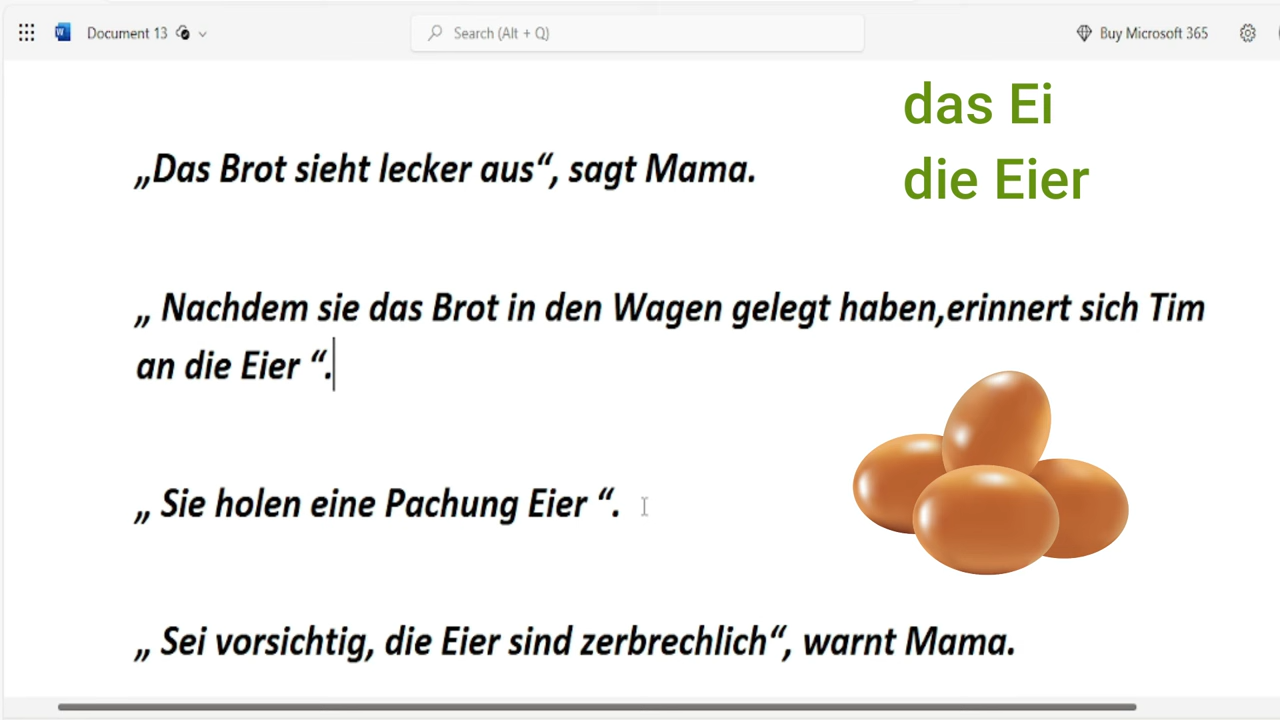 Document 13
Search (Alt + Q)
Buy Microsoft 365
das Ei
die Eier
„Das Brot sieht lecker aus“, sagt Mama.
„ Nachdem sie das Brot in den Wagen gelegt haben,erinnert sich Tim
an die Eier “.
„ Sie holen eine Pachung Eier “.
„ Sei vorsichtig, die Eier sind zerbrechlich“, warnt Mama.